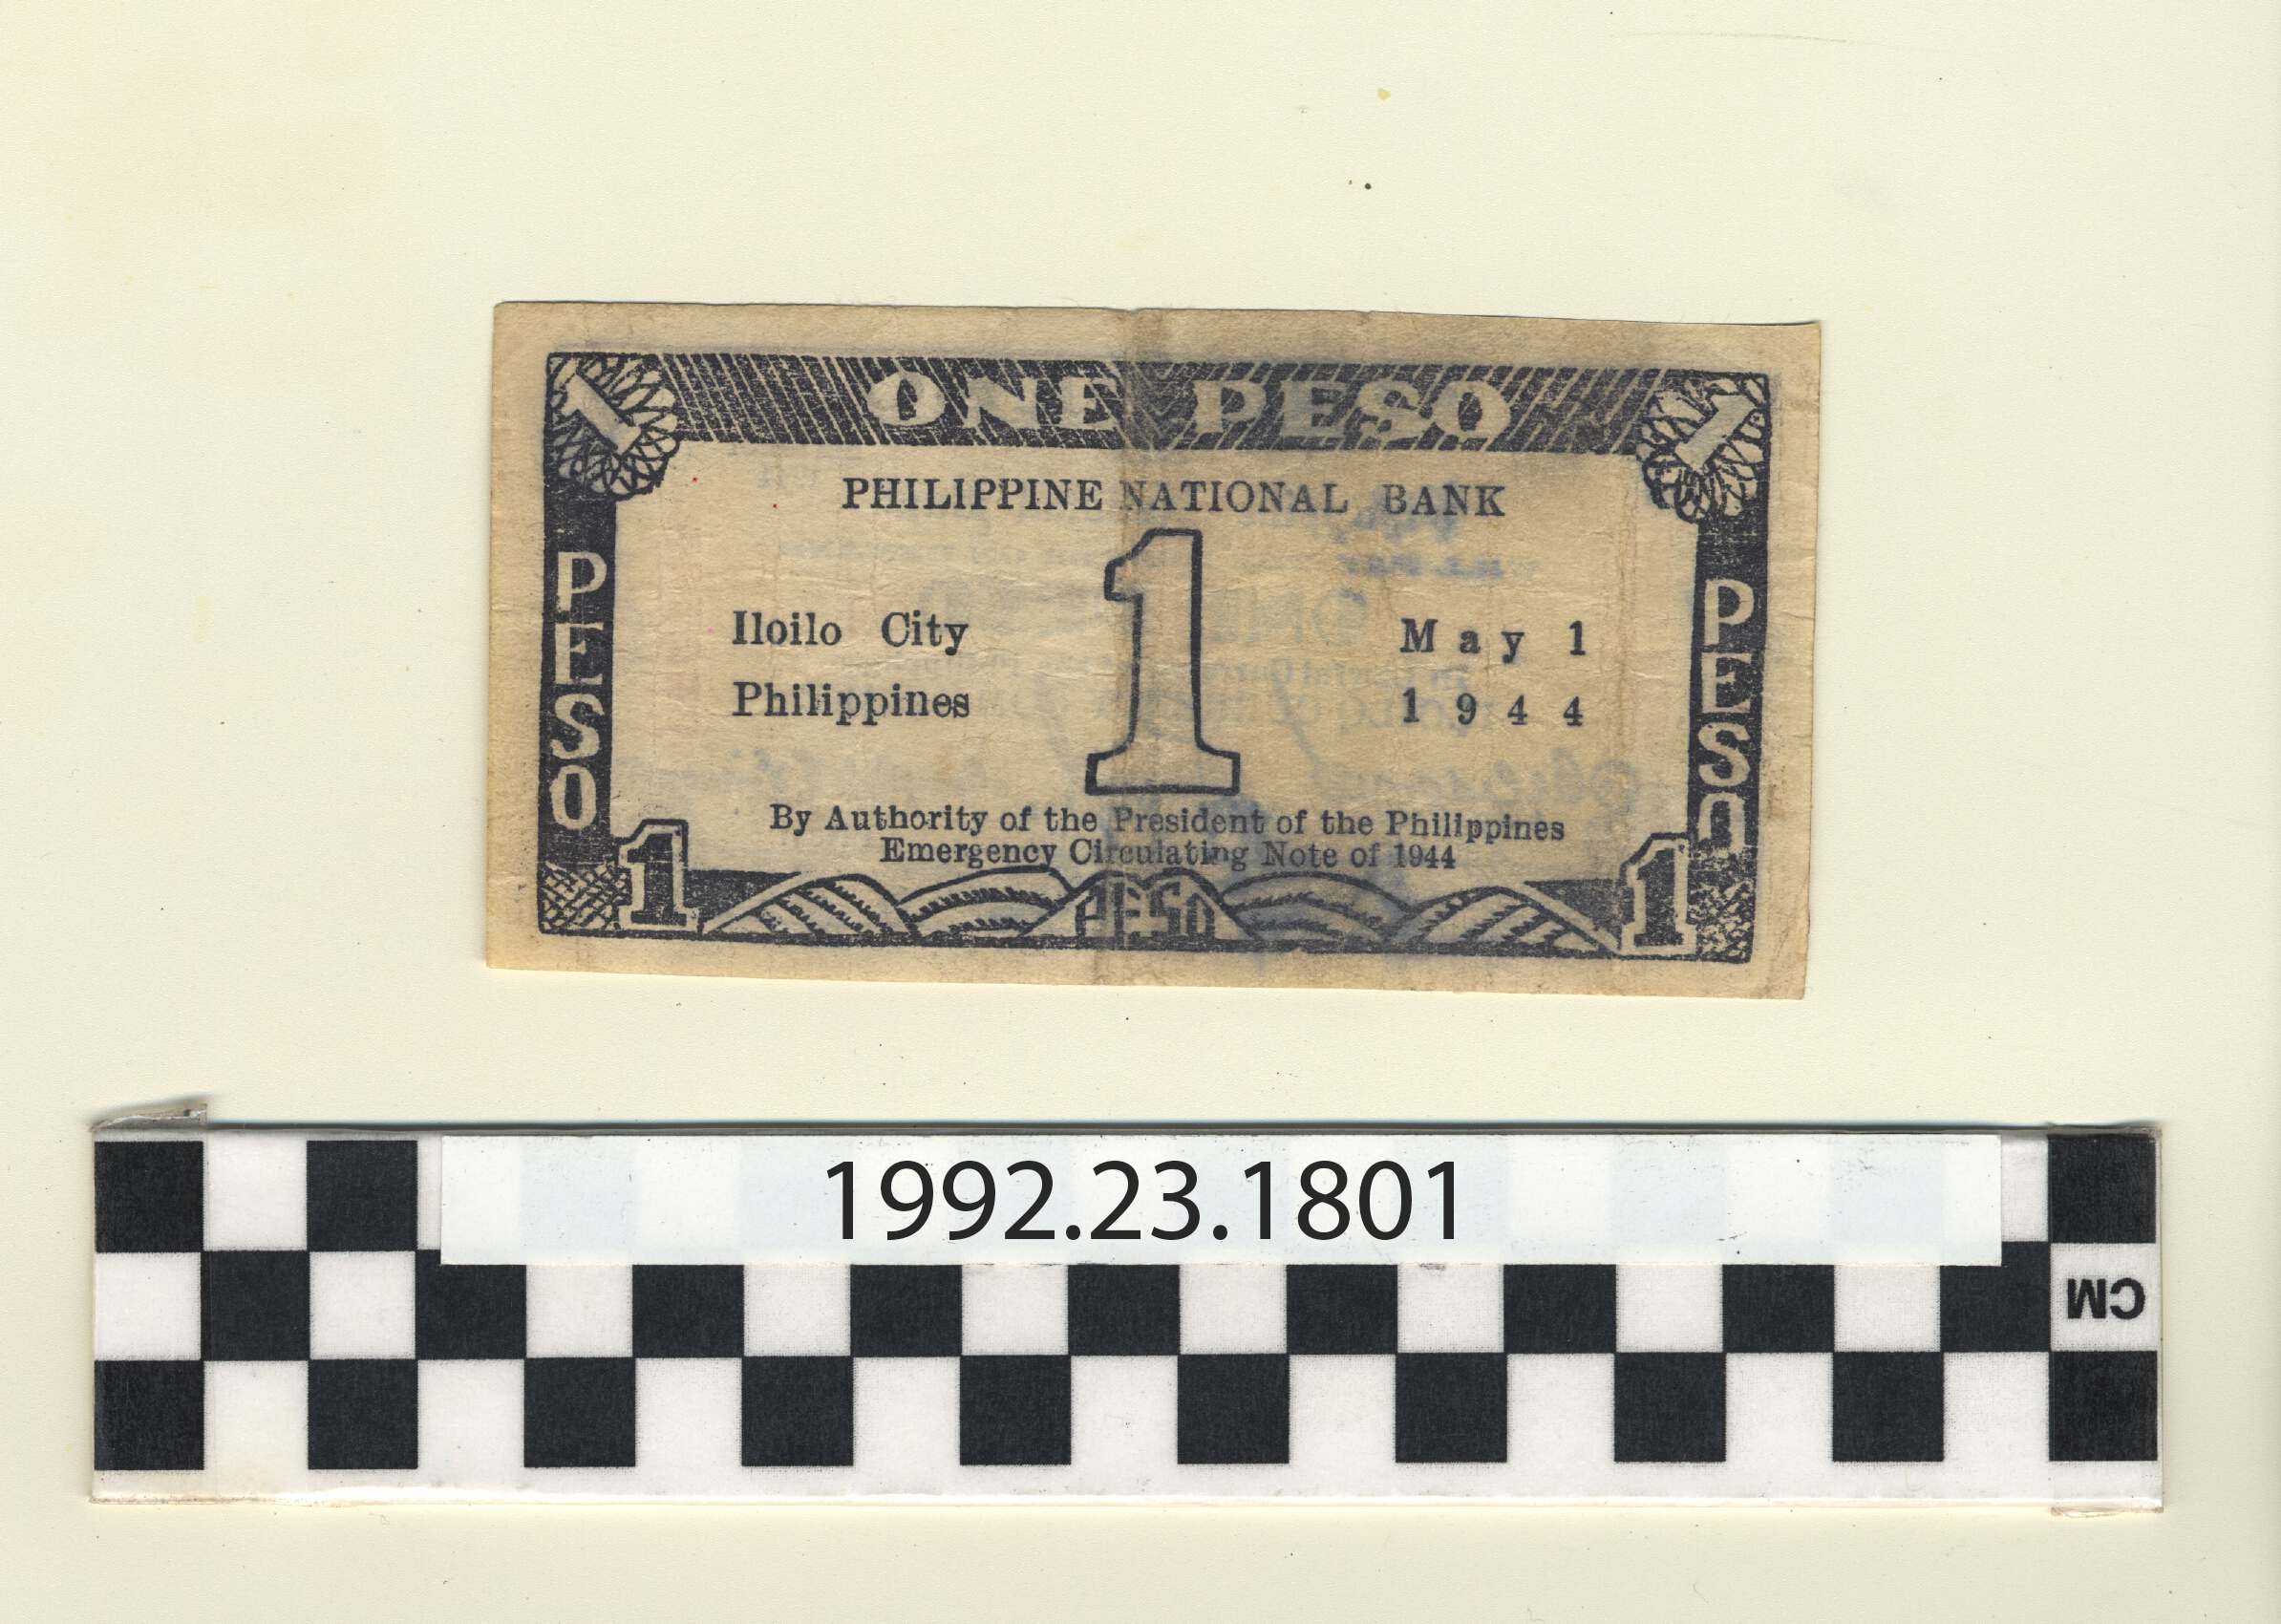 1
ONE PESO
1
PHILIPPINE NATIONAL BANK
PESO
1
PESO
Iloilo City
May 1
Philippines
1944
By Authority of the President of the Philippines
Emergency Circulating Note of 1944
1
PESO
1
1992.23.1801
CM